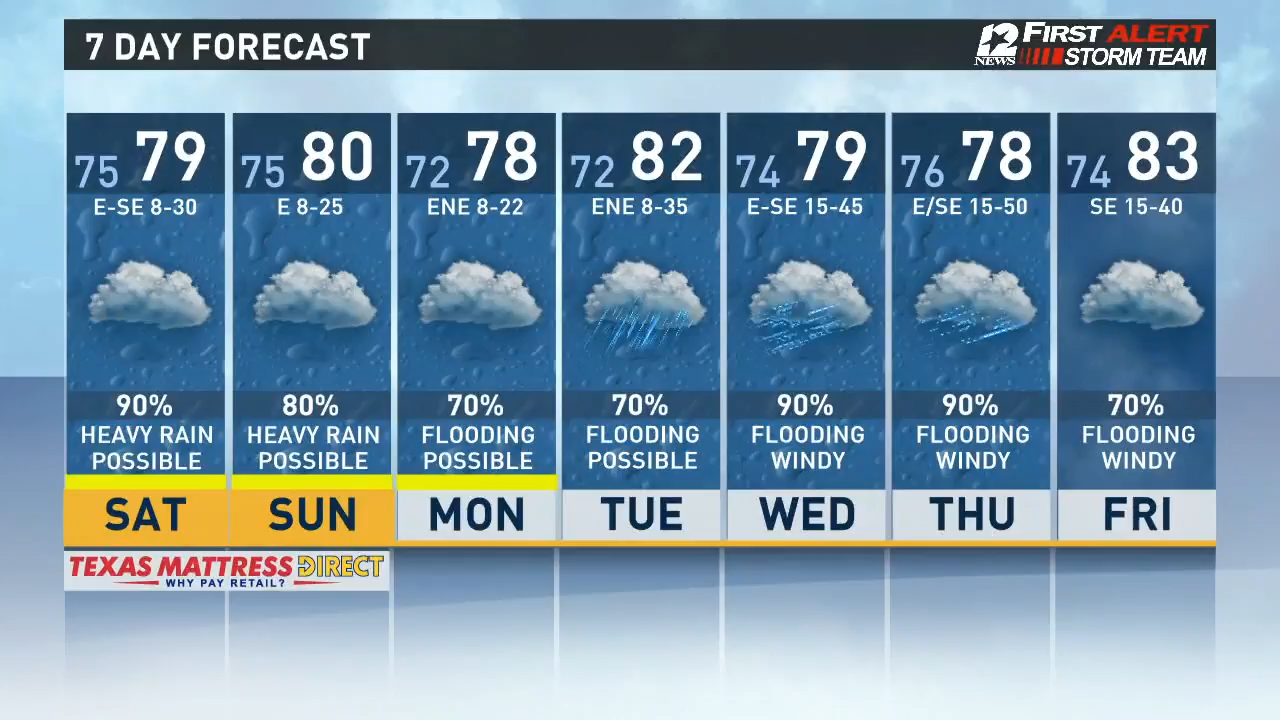 7 DAY FORECAST
12 NEWS FIRST ALERT STORM TEAM
75 79
E-SE 8-30
90%
HEAVY RAIN
POSSIBLE
SAT
75 80
E 8-25
80%
HEAVY RAIN
POSSIBLE
SUN
72 78
ENE 8-22
70%
FLOODING
POSSIBLE
MON
72 82
ENE 8-35
70%
FLOODING
POSSIBLE
TUE
74 79
E-SE 15-45
90%
FLOODING
WINDY
WED
76 78
E/SE 15-50
90%
FLOODING
WINDY
THU
74 83
SE 15-40
70%
FLOODING
WINDY
FRI
TEXAS MATTRESS DIRECT
WHY PAY RETAIL?